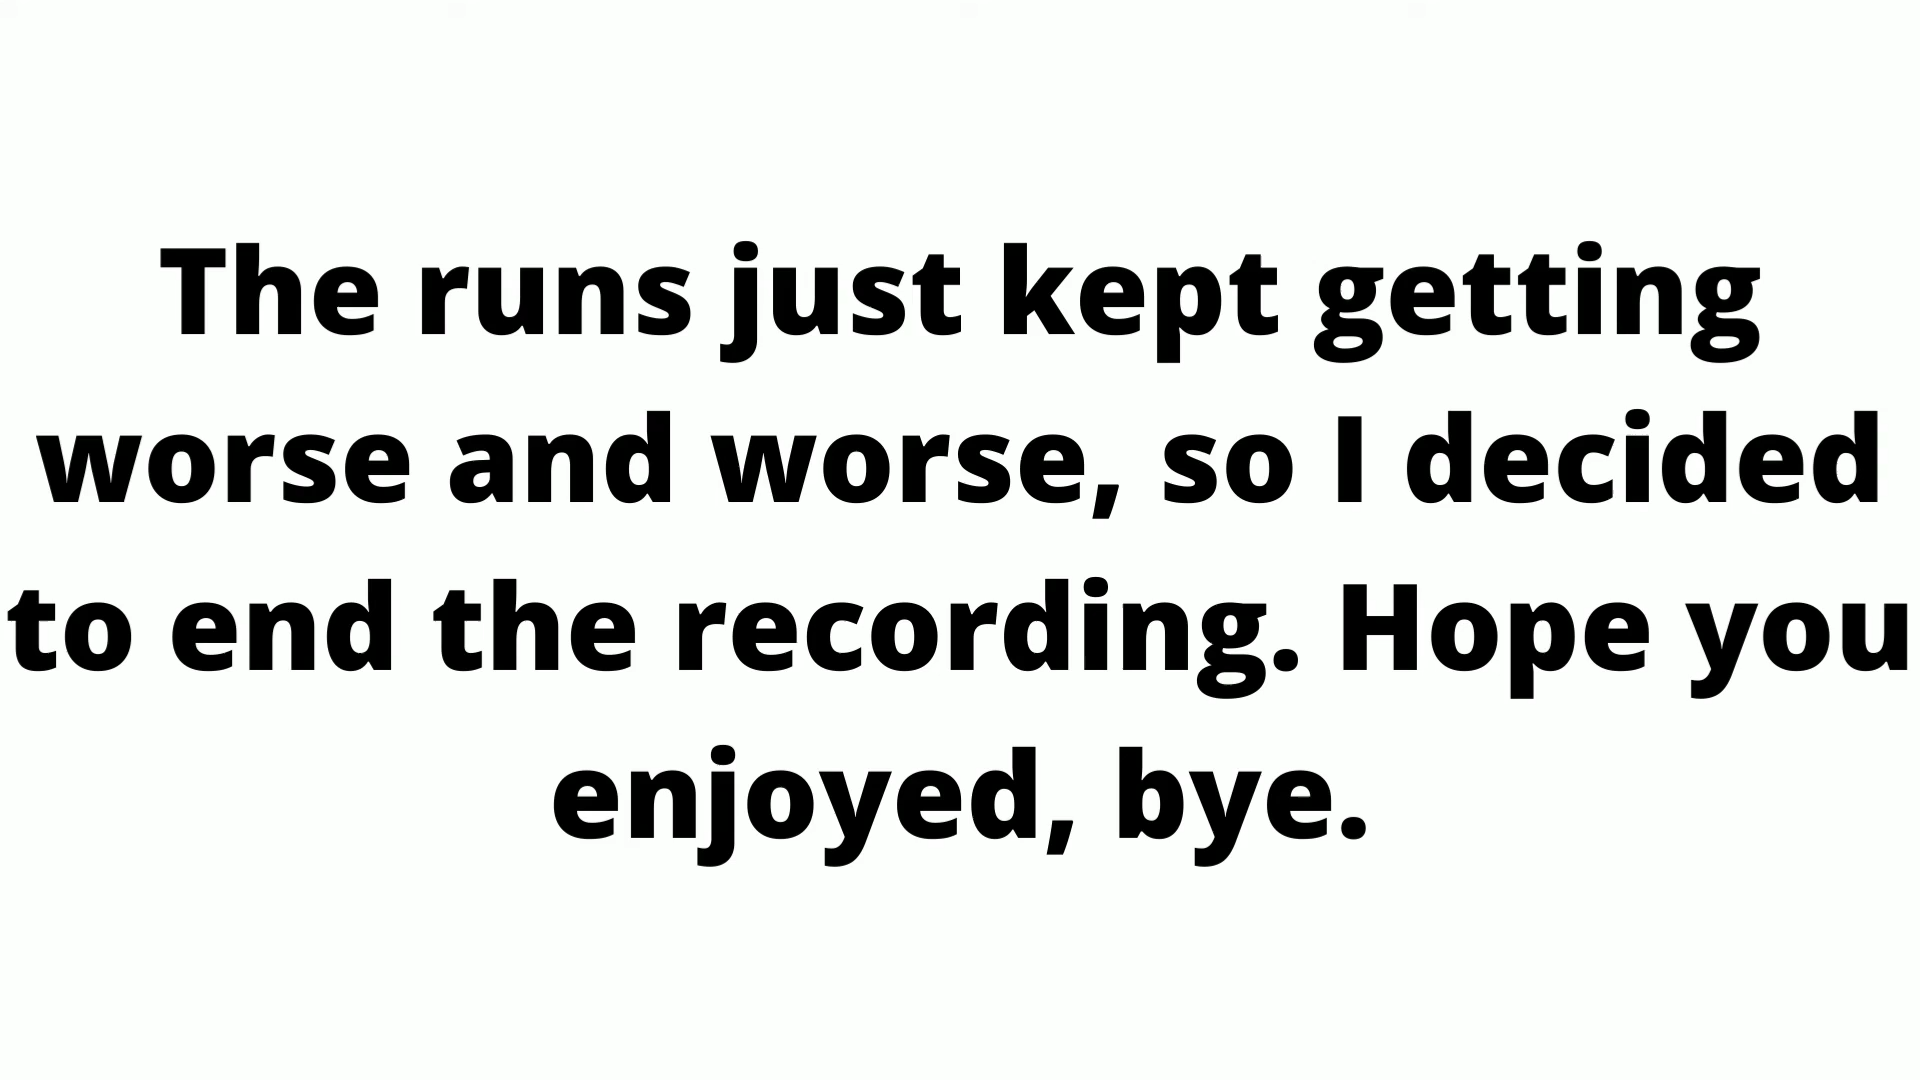 The runs just kept getting
worse and worse, so I decided
to end the recording. Hope you
enjoyed, bye.